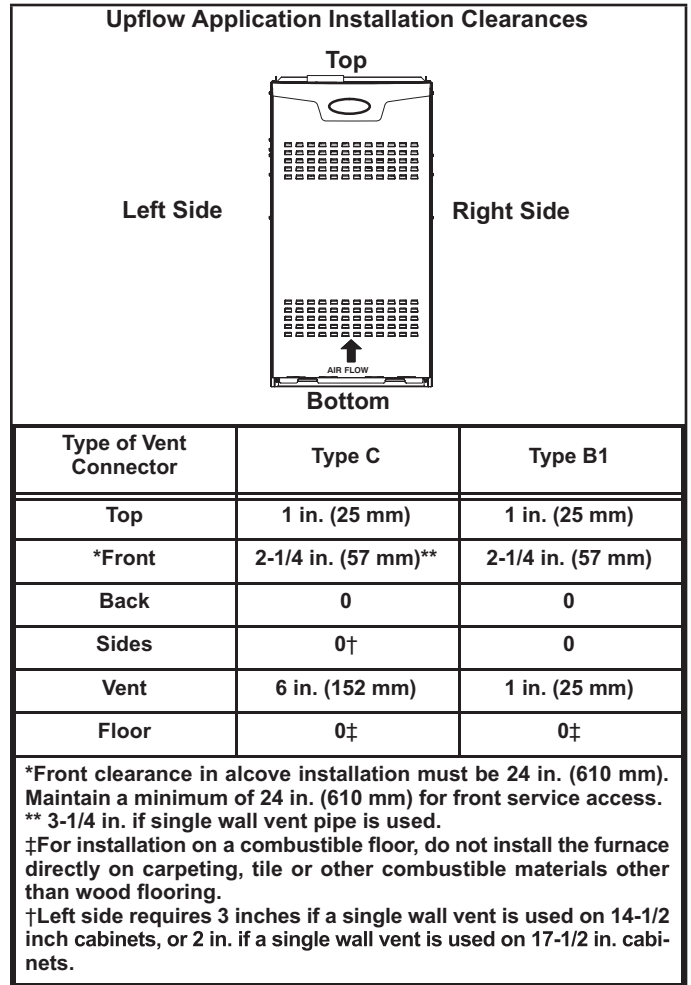 Upflow Application Installation Clearances
Top
Left Side
Right Side
AIR FLOW
Bottom
Type of Vent
Connector
Type C
Type B1
Top
1 in. (25 mm)
1 in. (25 mm)
*Front
2-1/4 in. (57 mm)**
2-1/4 in. (57 mm)
Back
0
0
Sides
0†
0
Vent
6 in. (152 mm)
1 in. (25 mm)
Floor
0‡
0‡
*Front clearance in alcove installation must be 24 in. (610 mm).
Maintain a minimum of 24 in. (610 mm) for front service access.
** 3-1/4 in. if single wall vent pipe is used.
‡For installation on a combustible floor, do not install the furnace
directly on carpeting, tile or other combustible materials other
than wood flooring.
†Left side requires 3 inches if a single wall vent is used on 14-1/2
inch cabinets, or 2 in. if a single wall vent is used on 17-1/2 in. cabi-
nets.